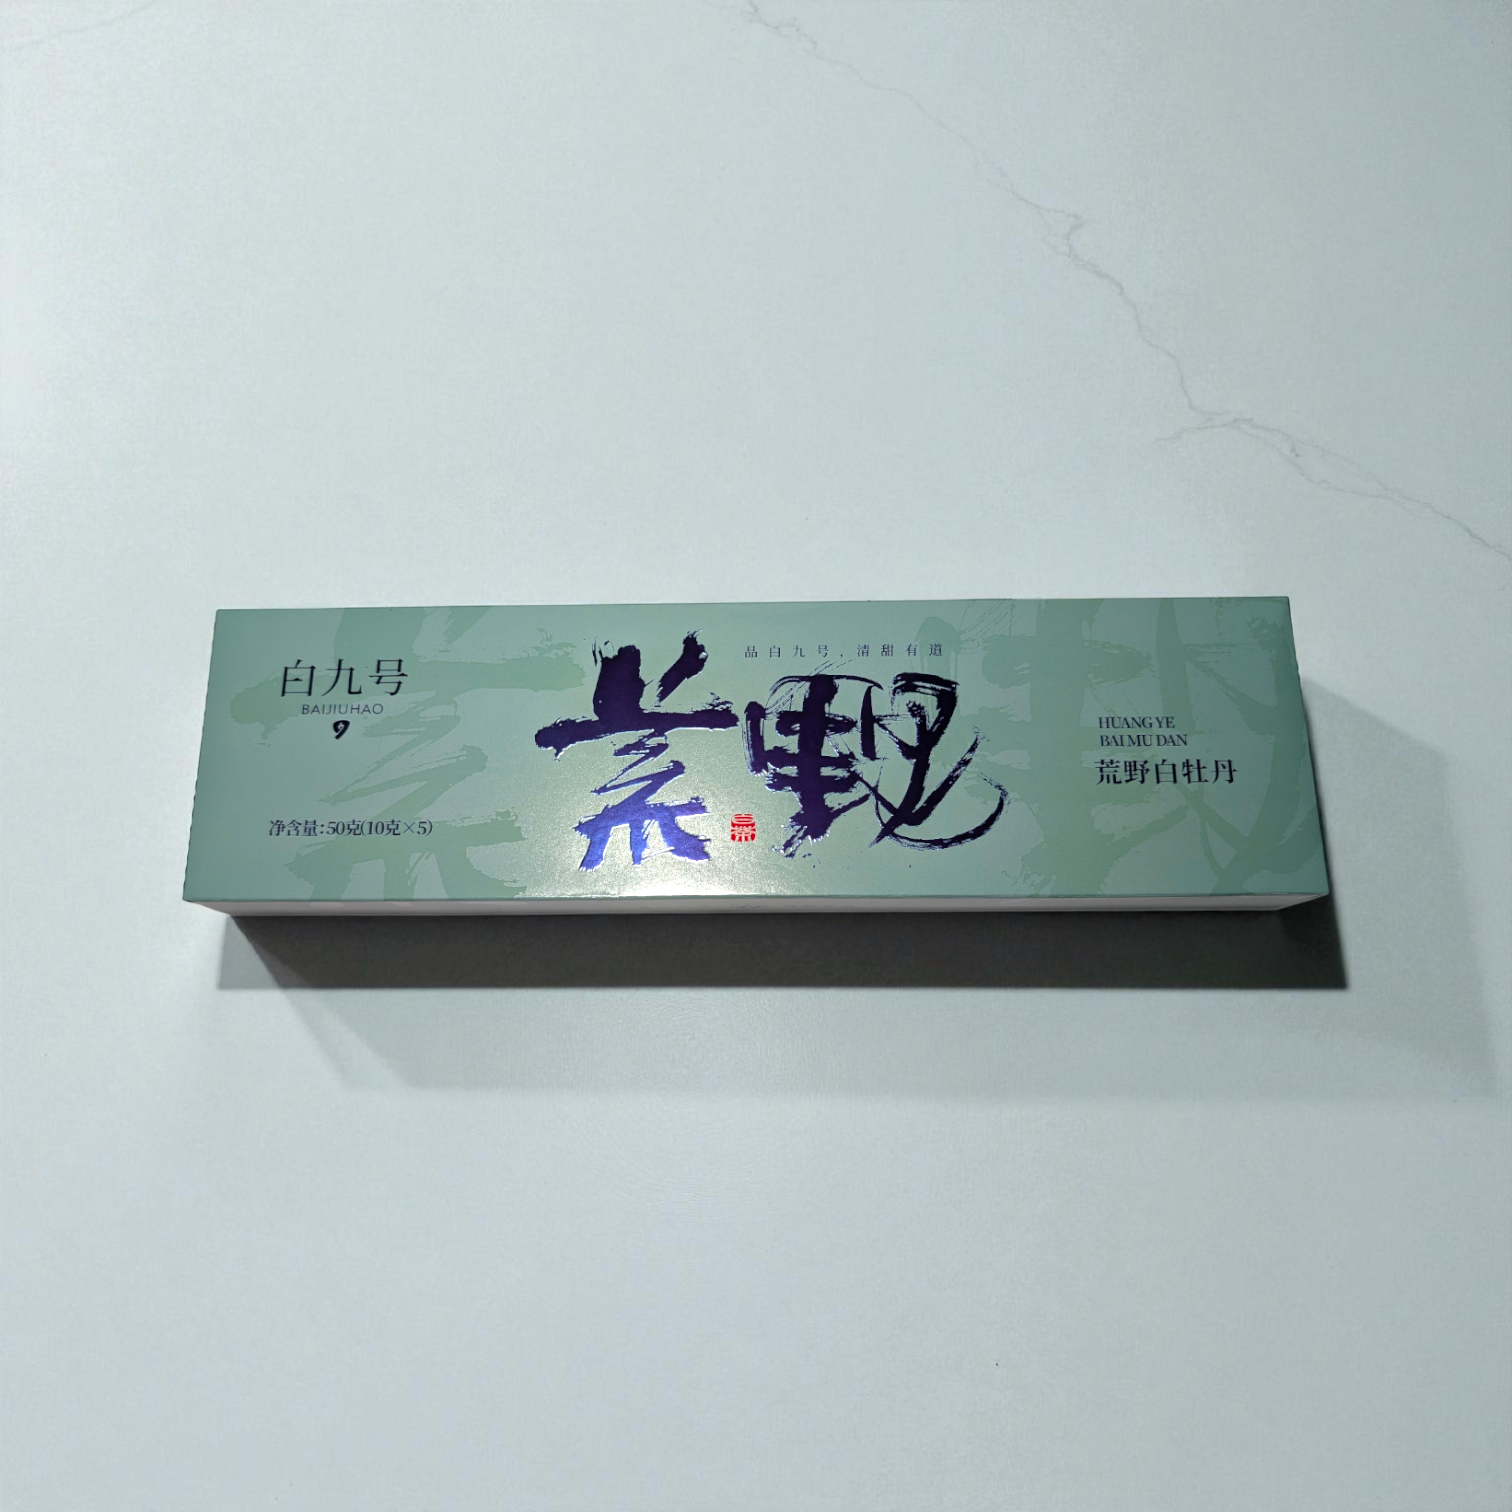 白九号
BAIJIUHAO
9
净含量:50克(10克×5)
品白九号,清甜有道
荒野
HUANG YE
BAI MU DAN
荒野白牡丹